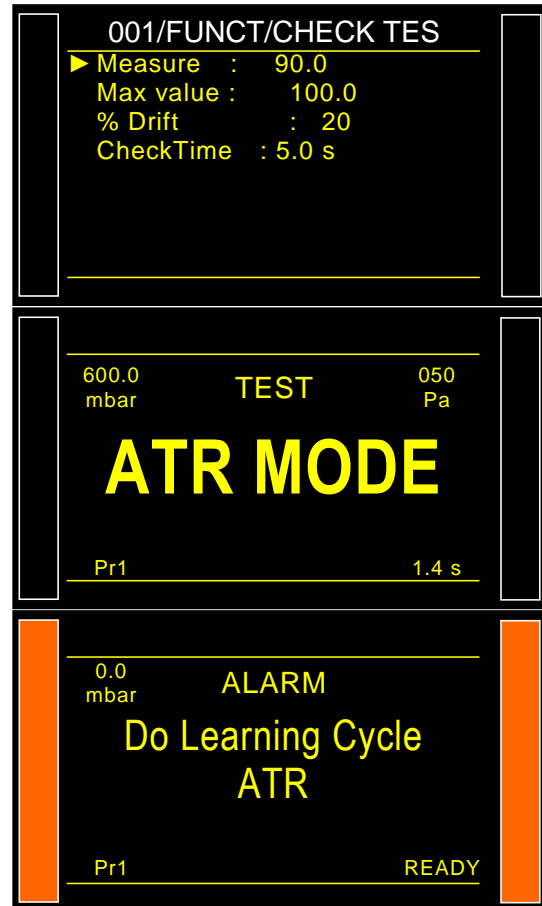 001/FUNCT/CHECK TES
Measure : 90.0
Max value : 100.0
% Drift : 20
CheckTime : 5.0 s
600.0 TEST 050
mbar Pa
ATR MODE
Pr1 1.4 s
0.0
mbar ALARM
Do Learning Cycle
ATR
Pr1 READY